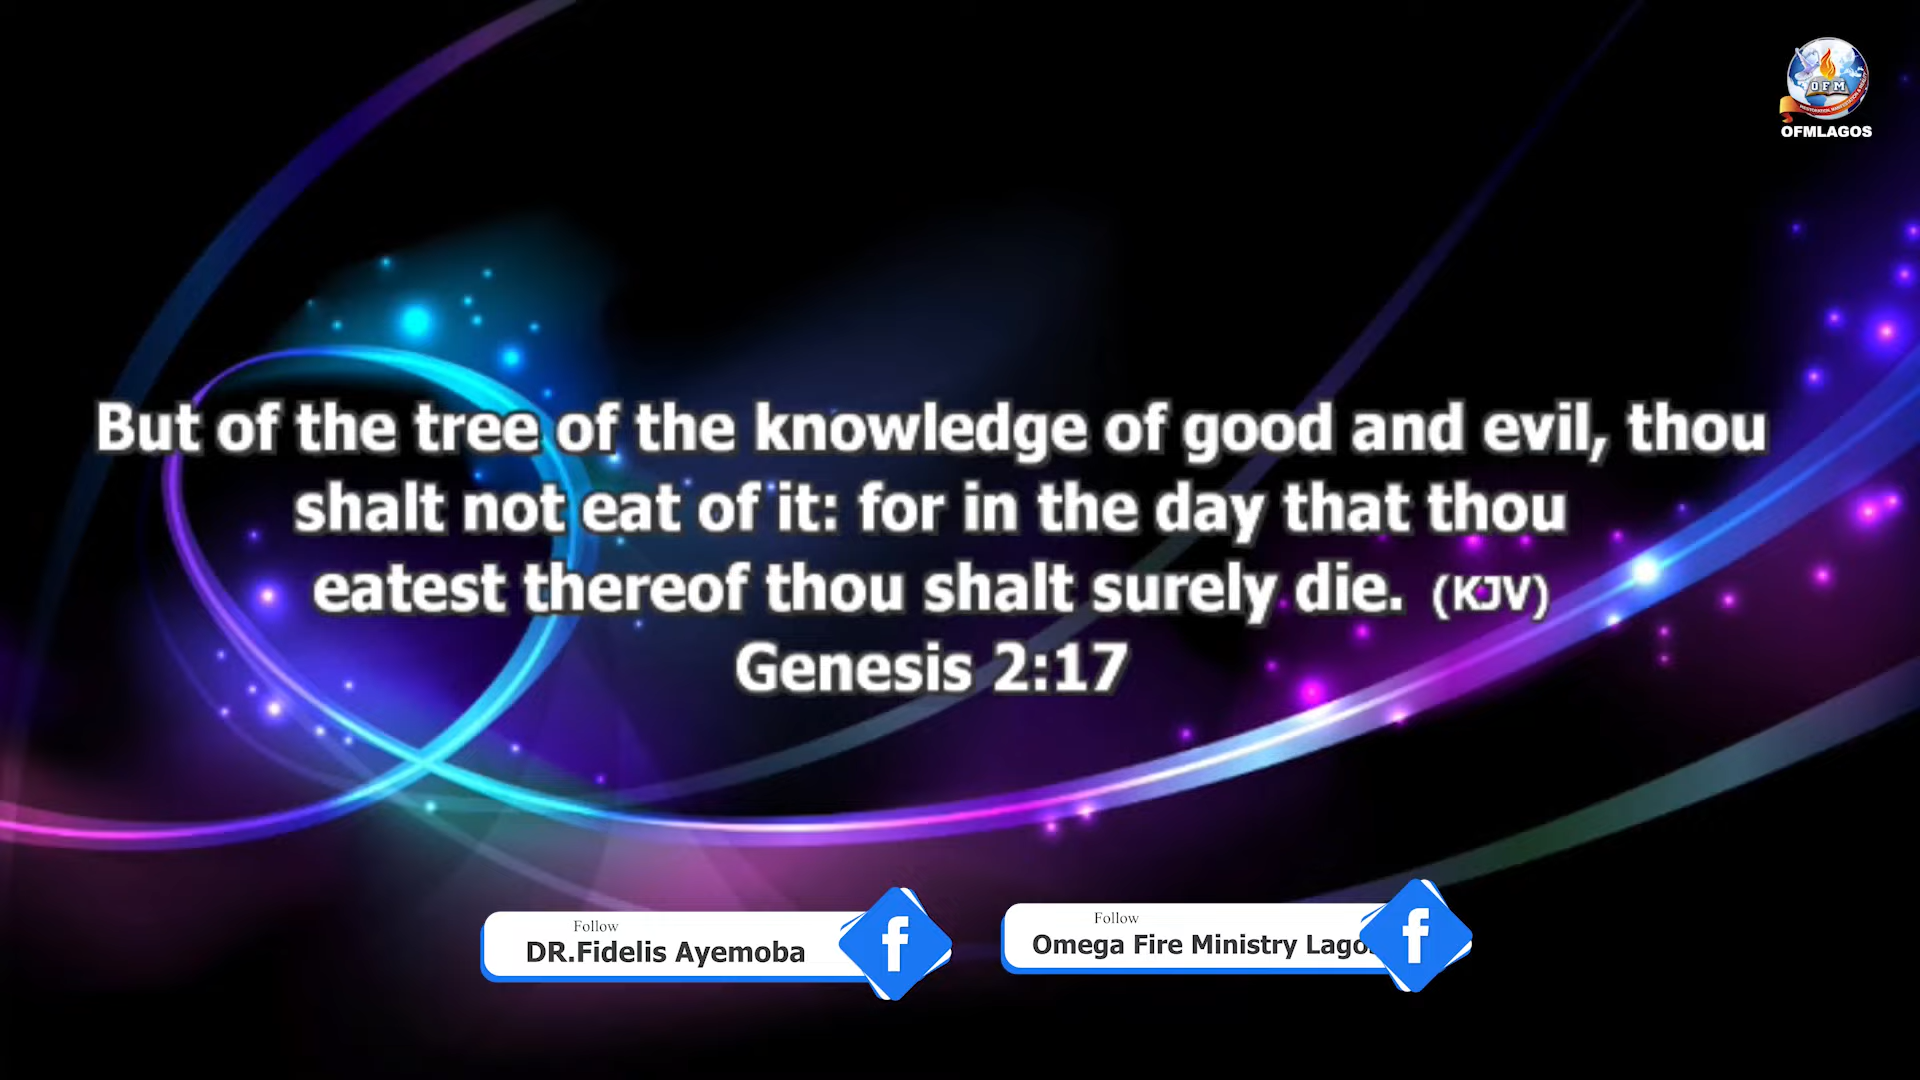 OFM
OFMLAGOS
But of the tree of the knowledge of good and evil, thou
shalt not eat of it: for in the day that thou
eatest thereof thou shalt surely die. (KJV)
Genesis 2:17
Follow
DR.Fidelis Ayemoba
Follow
Omega Fire Ministry Lagos